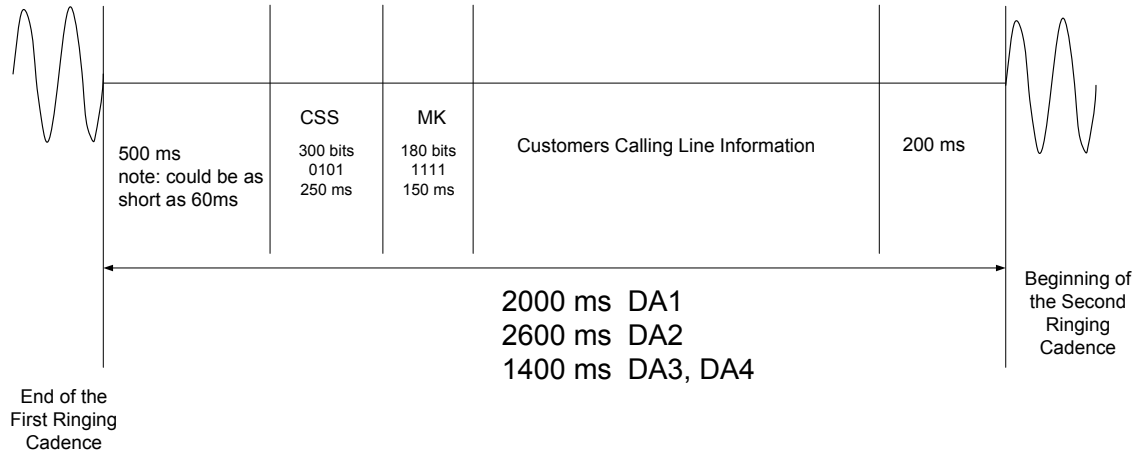 500 ms
note: could be as
short as 60ms
CSS
300 bits
0101
250 ms
MK
180 bits
1111
150 ms
Customers Calling Line Information
200 ms
2000 ms DA1
2600 ms DA2
1400 ms DA3, DA4
End of the
First Ringing
Cadence
Beginning of
the Second
Ringing
Cadence